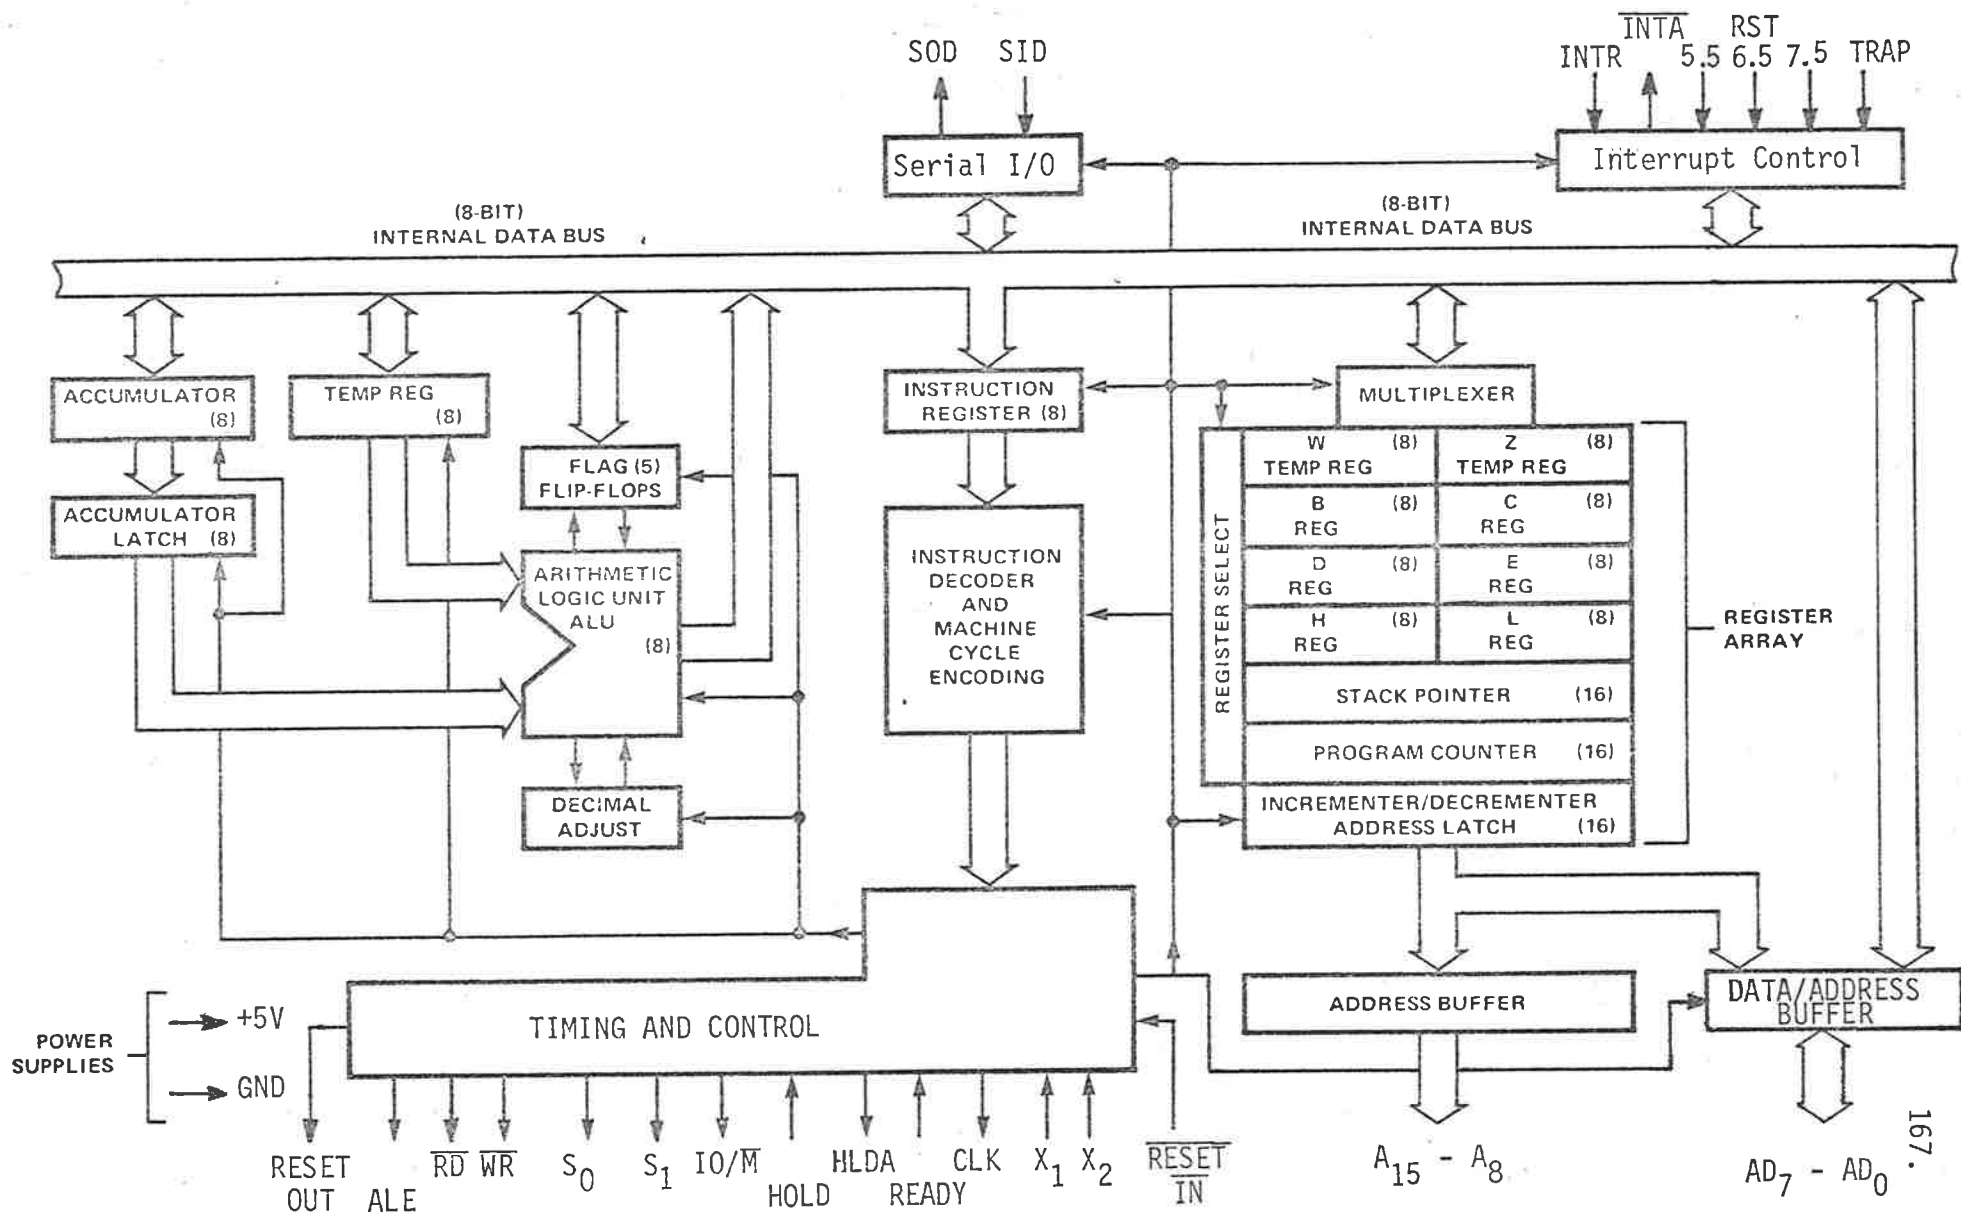 SOD SID
INTR
INTA
RST
5.5 6.5 7.5
TRAP
Serial I/O
Interrupt Control
(8-BIT)
INTERNAL DATA BUS
(8-BIT)
INTERNAL DATA BUS
ACCUMULATOR
(8)
TEMP REG
(8)
ACCUMULATOR
LATCH (8)
FLAG (5)
FLIP-FLOPS
ARITHMETIC
LOGIC UNIT
ALU
(8)
DECIMAL
ADJUST
INSTRUCTION
REGISTER (8)
INSTRUCTION
DECODER
AND
MACHINE
CYCLE
ENCODING
MULTIPLEXER
REGISTER SELECT
W (8)
TEMP REG
Z (8)
TEMP REG
B (8)
REG
C (8)
REG
D (8)
REG
E (8)
REG
H (8)
REG
L (8)
REG
STACK POINTER (16)
PROGRAM COUNTER (16)
INCREMENTER/DECREMENTER
ADDRESS LATCH (16)
REGISTER
ARRAY
POWER
SUPPLIES
+5V
GND
TIMING AND CONTROL
ADDRESS BUFFER
DATA/ADDRESS
BUFFER
RESET
OUT
ALE
R̅D̅
W̅R̅
S₀
S₁
IO/M̅
HOLD
HLDA
READY
CLK
X₁
X₂
R̅E̅S̅E̅T̅
I̅N̅
A₁₅ - A₈
AD₇ - AD₀
167.